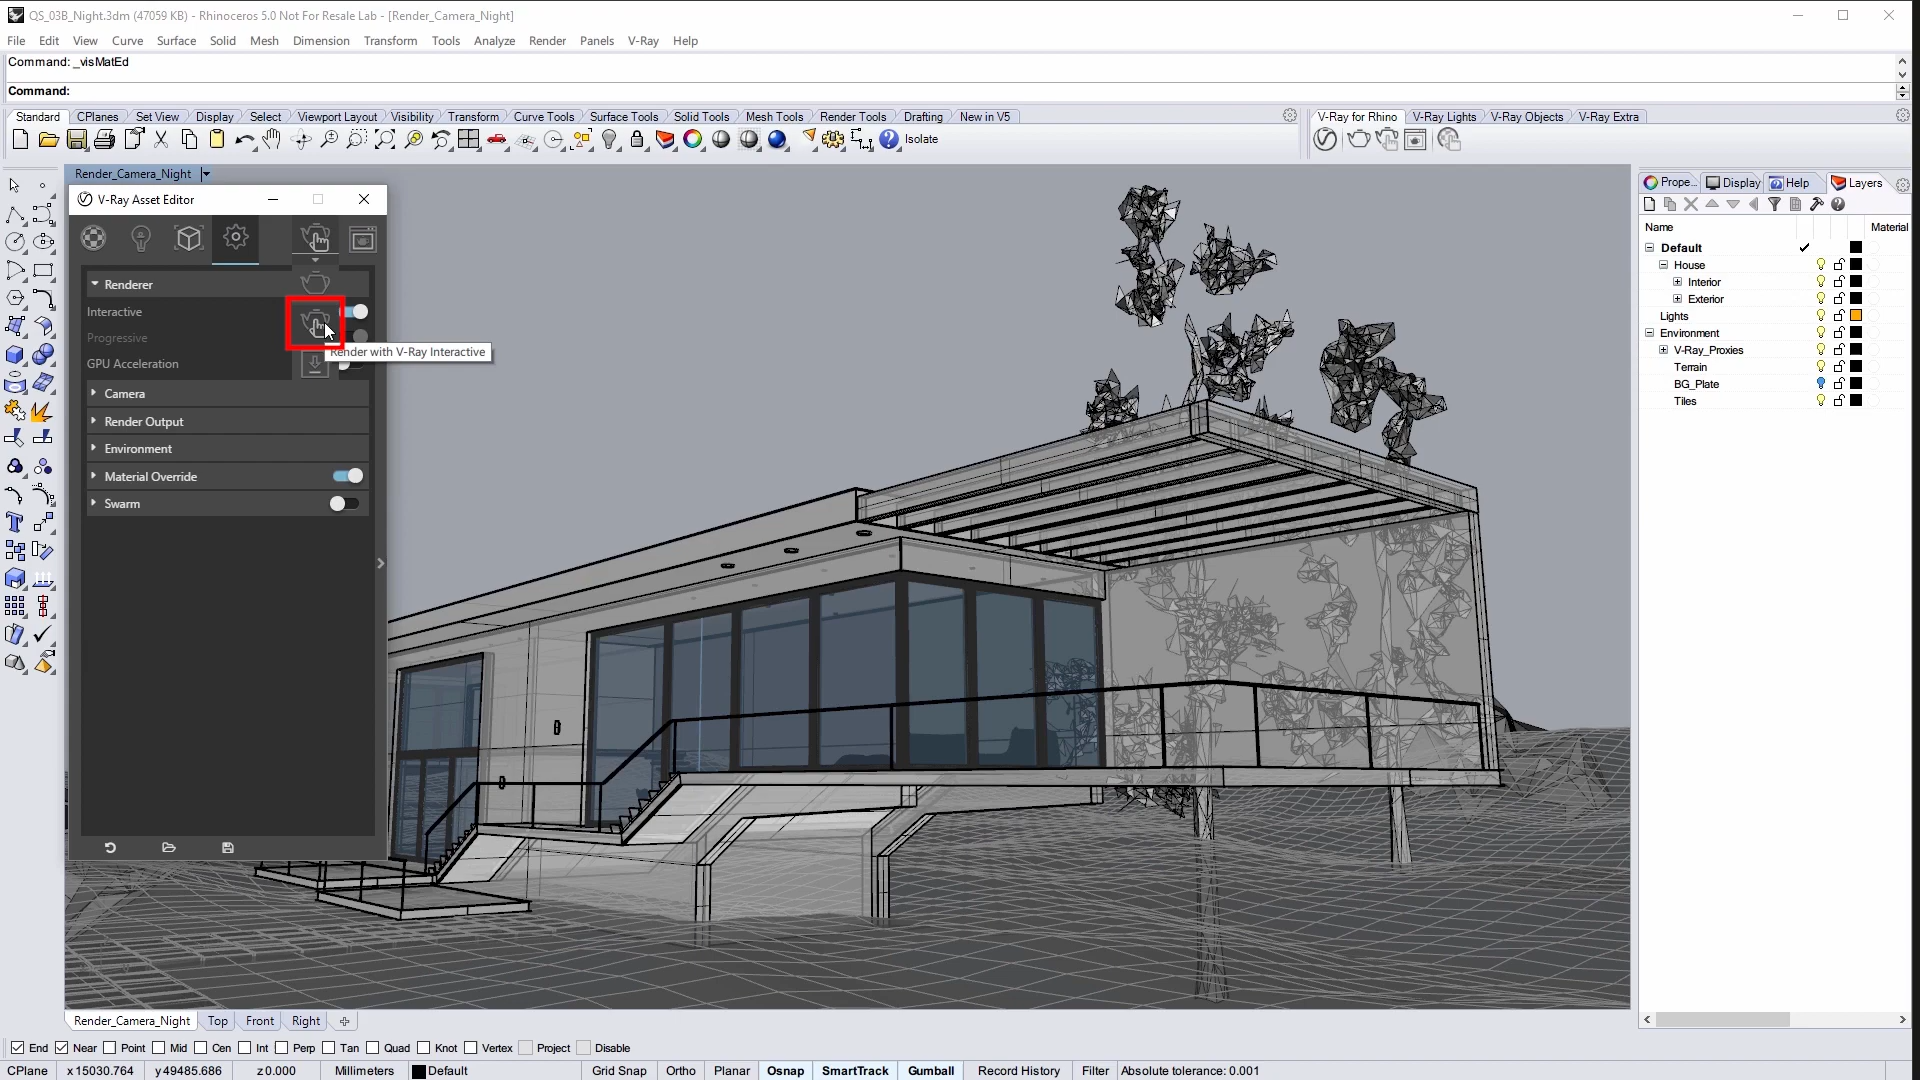 QS_03B_Night.3dm (47059 KB) - Rhinoceros 5.0 Not For Resale Lab - [Render_Camera_Night]
File Edit View Curve Surface Solid Mesh Dimension Transform Tools Analyze Render Panels V-Ray Help
Command: _visMatEd
Command:
Standard CPlanes Set View Display Select Viewport Layout Visibility Transform Curve Tools Surface Tools Solid Tools Mesh Tools Render Tools Drafting New in V5 V-Ray for Rhino V-Ray Lights V-Ray Objects V-Ray Extra
Isolate
Render_Camera_Night
V-Ray Asset Editor
Renderer
Interactive
Progressive
Render with V-Ray Interactive
GPU Acceleration
Camera
Render Output
Environment
Material Override
Swarm
Prope... Display Help Layers
Name Material
Default
House
Interior
Exterior
Lights
Environment
V-Ray_Proxies
Terrain
BG_Plate
Tiles
Render_Camera_Night Top Front Right
End Near Point Mid Cen Int Perp Tan Quad Knot Vertex Project Disable
CPlane x 15030.764 y 49485.686 z 0.000 Millimeters Default Grid Snap Ortho Planar Osnap SmartTrack Gumball Record History Filter Absolute tolerance: 0.001